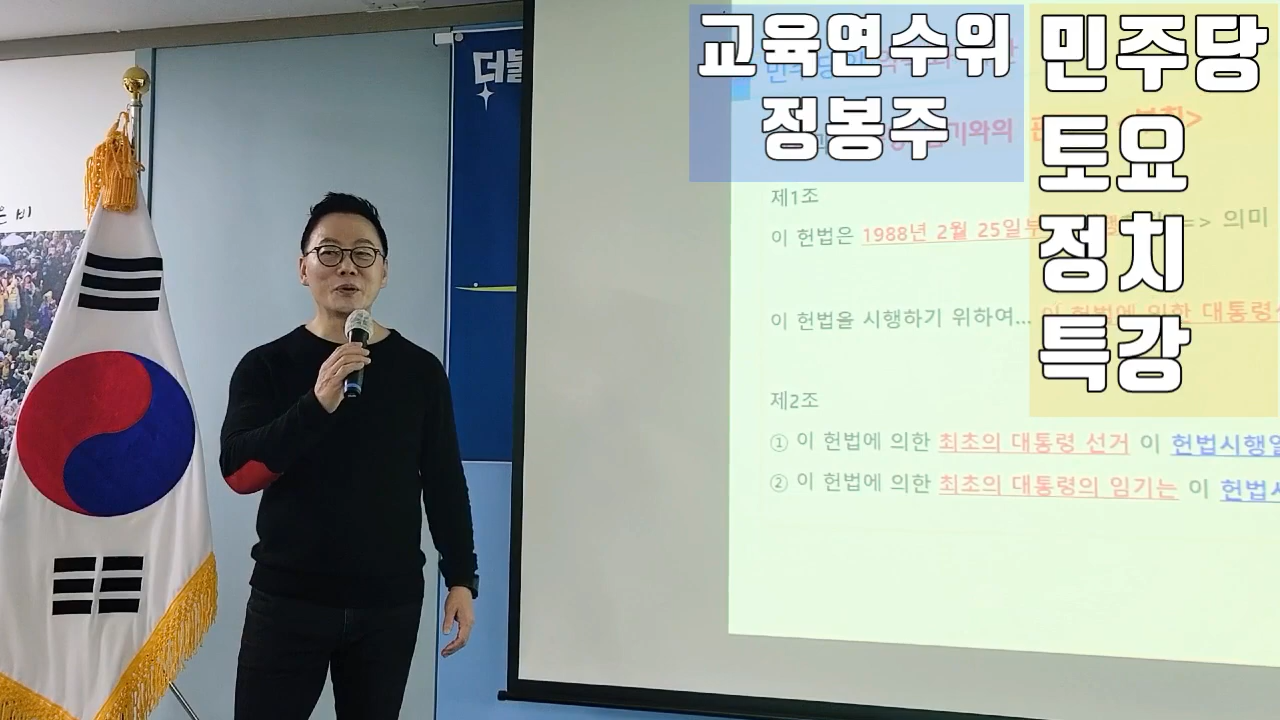 교육연수위
정봉주
민주당
토요
정치
특강
더불
은 비
제1조
이 헌법은 1988년 2월 25일부 => 의미
이 헌법을 시행하기 위하여... 이 헌법에 의한 대통령
제2조
① 이 헌법에 의한 최초의 대통령 선거 이 헌법시행일
② 이 헌법에 의한 최초의 대통령의 임기는 이 헌법시